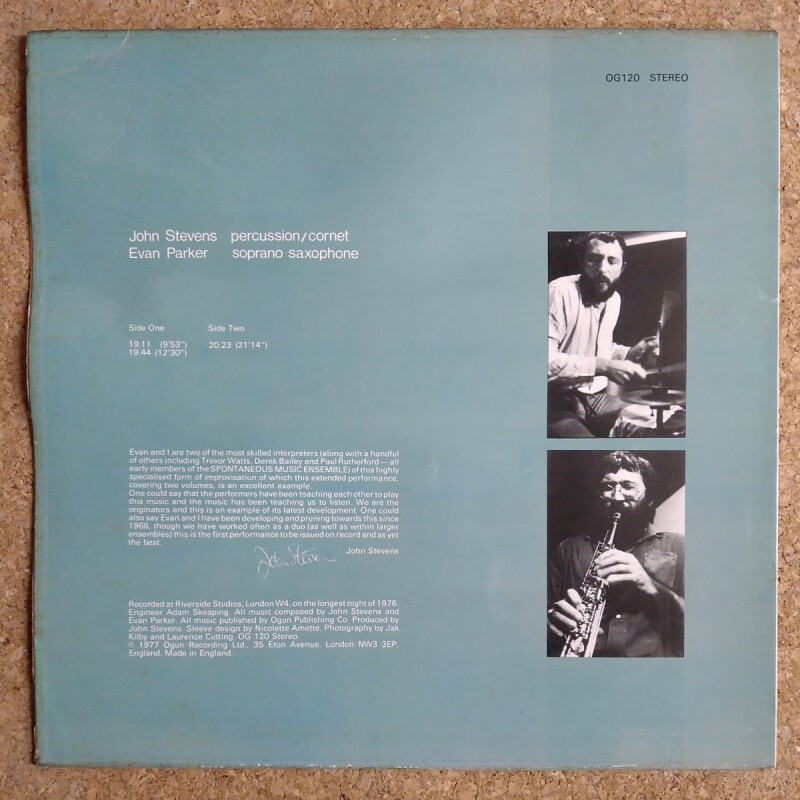 OG120 STEREO
John Stevens percussion/cornet
Evan Parker soprano saxophone
Side One Side Two
19.11 (9'53") 20.23 (21'14")
19.44 (12'30")
Evan and I are two of the most skilled interpreters (along with a handful
of others including Trevor Watts, Derek Bailey and Paul Rutherford — all
early members of the SPONTANEOUS MUSIC ENSEMBLE) of this highly
specialised form of improvisation of which this extended performance,
covering two volumes, is an excellent example.
One could say that the performers have been teaching each other to play
this music and the music has been teaching us to listen. We are the
originators and this is an example of its latest development. One could
also say Evan and I have been developing and pruning towards this since
1966, though we have worked often as a duo (as well as within larger
ensembles) this is the first performance to be issued on record and as yet
the best.
John Stevens
John Stevens
Recorded at Riverside Studios, London W4, on the longest night of 1976.
Engineer Adam Skeaping. All music composed by John Stevens and
Evan Parker. All music published by Ogun Publishing Co. Produced by
John Stevens. Sleeve design by Nicolette Amette. Photography by Jak
Kilby and Laurence Cutting. OG 120 Stereo.
© 1977 Ogun Recording Ltd., 35 Eton Avenue, London NW3 3EP,
England. Made in England.